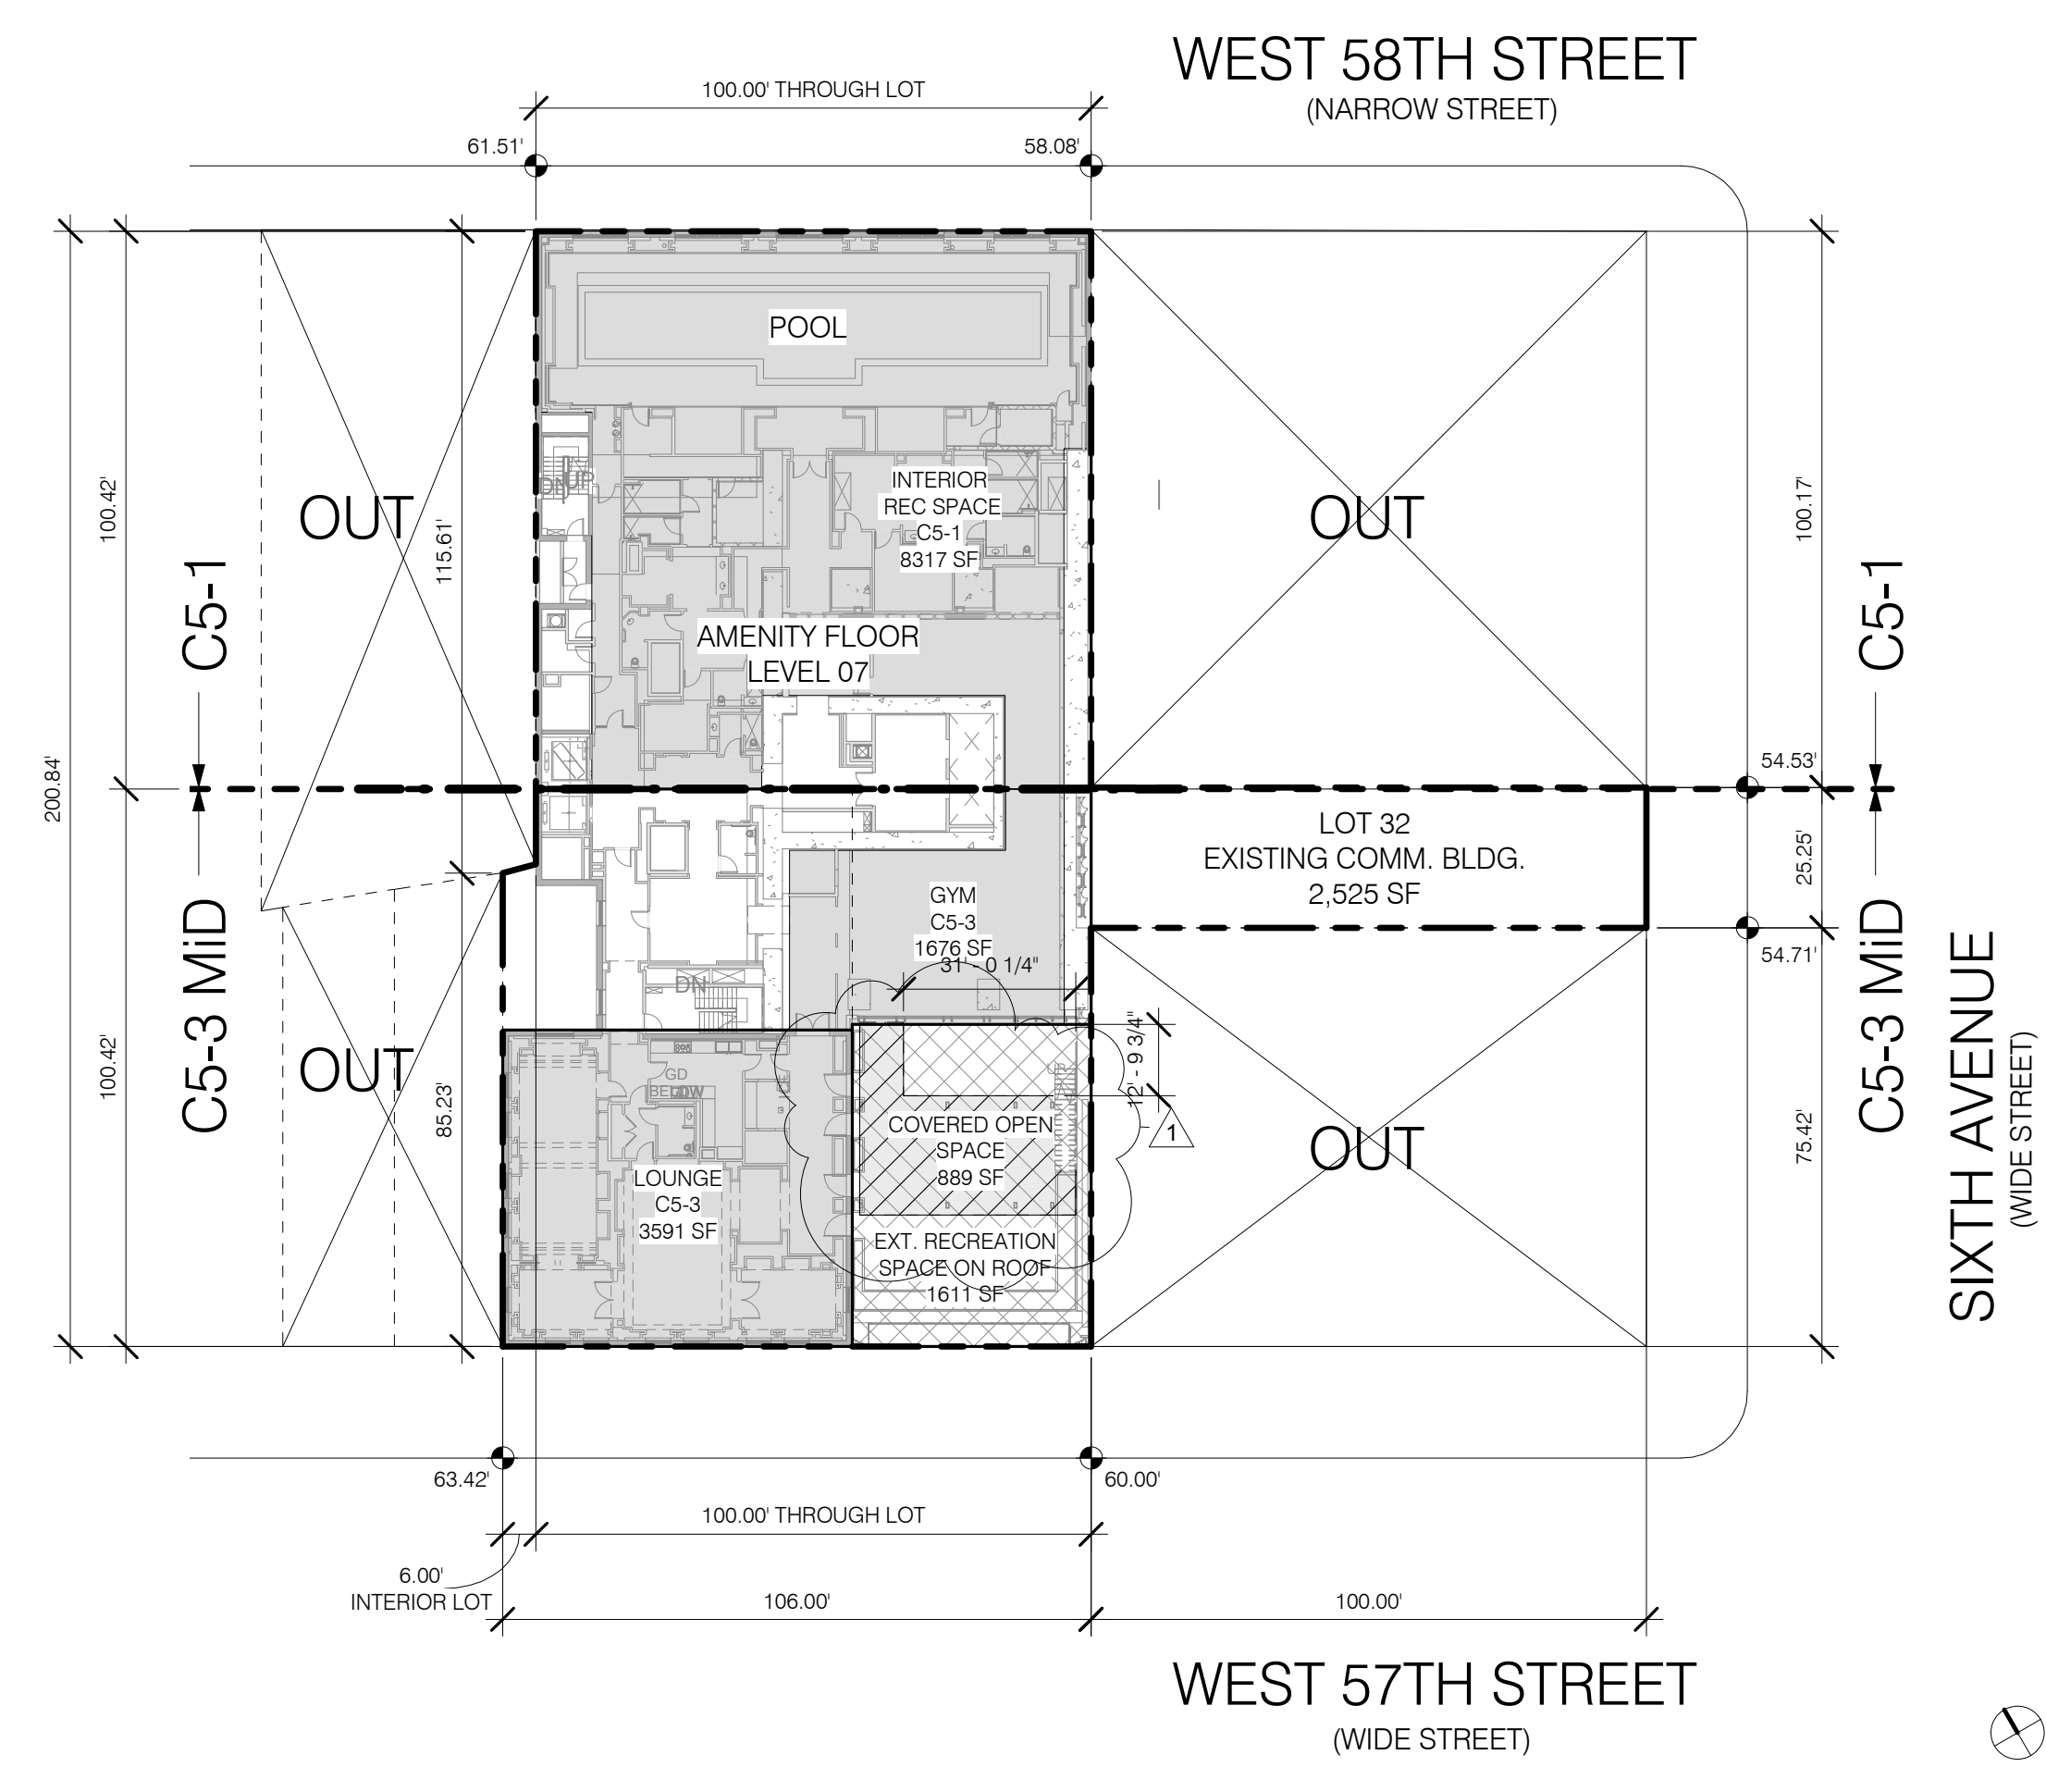 WEST 58TH STREET
(NARROW STREET)
100.00' THROUGH LOT
61.51'
58.08'
POOL
INTERIOR
REC SPACE
C5-1
8317 SF
OUT
OUT
100.42'
115.61'
100.17'
C5-1
C5-1
UP
DN
AMENITY FLOOR
LEVEL 07
200.84'
54.53'
LOT 32
EXISTING COMM. BLDG.
2,525 SF
25.25'
54.71'
GYM
C5-3
1676 SF
31' - 0 1/4"
DN
C5-3 MiD
C5-3 MiD
SIXTH AVENUE
(WIDE STREET)
12' - 9 3/4"
1
OUT
OUT
100.42'
85.23'
75.42'
GD
BELOW
DW
COVERED OPEN
SPACE
889 SF
LOUNGE
C5-3
3591 SF
EXT. RECREATION
SPACE ON ROOF
1611 SF
63.42'
60.00'
100.00' THROUGH LOT
6.00'
INTERIOR LOT
106.00'
100.00'
WEST 57TH STREET
(WIDE STREET)